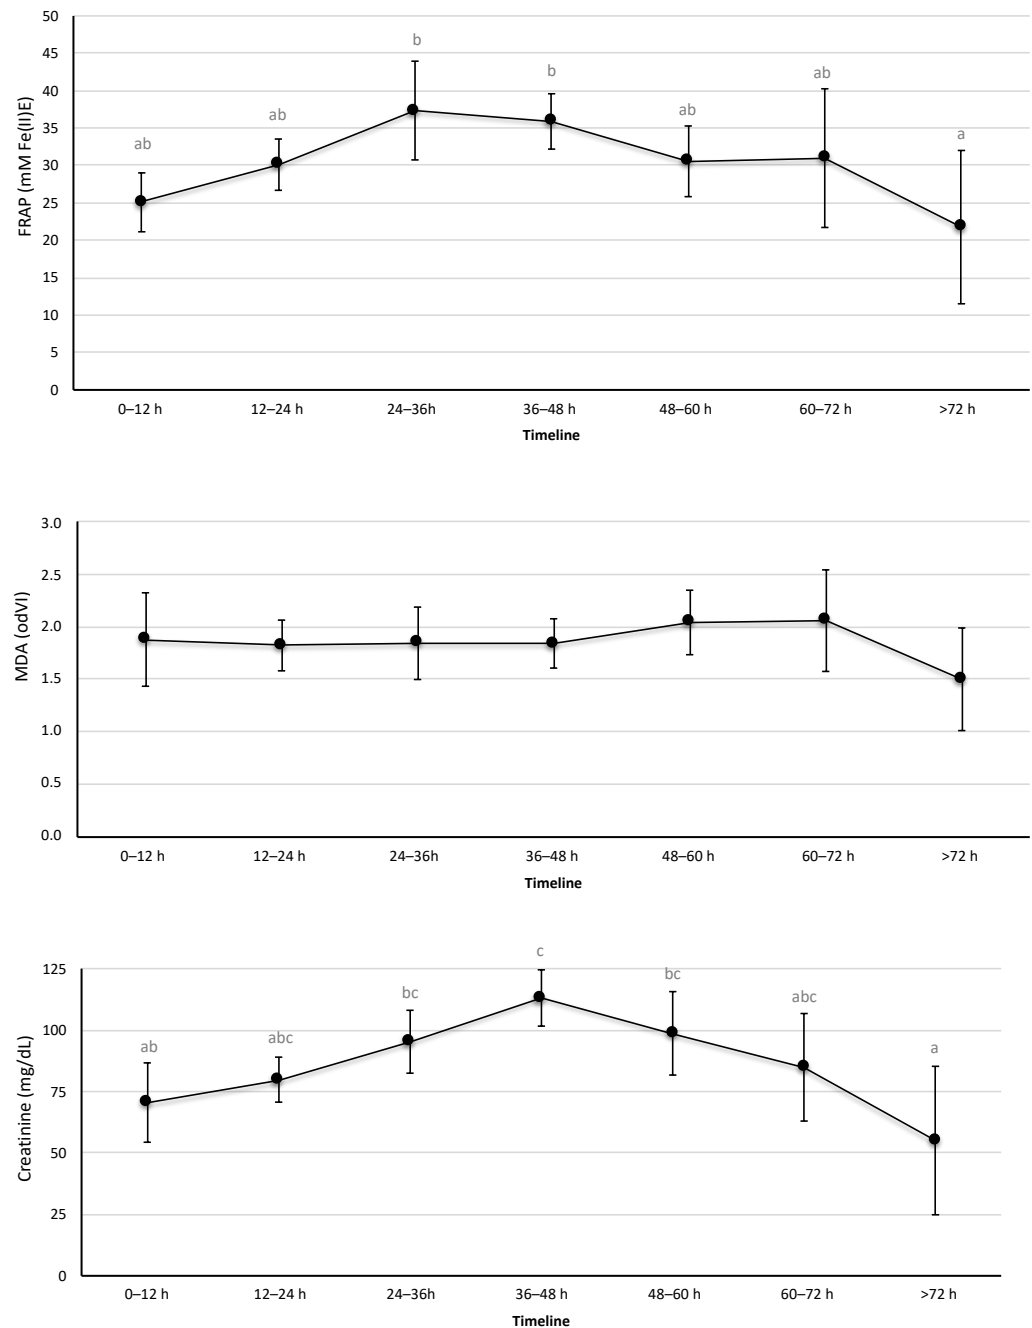 50
45
40
35
30
25
20
15
10
5
0
FRAP (mM Fe(II)E)
ab
ab
b
b
ab
ab
a
0–12 h 12–24 h 24–36h 36–48 h 48–60 h 60–72 h >72 h
Timeline
3.0
2.5
2.0
1.5
1.0
0.5
0.0
MDA (odVI)
0–12 h 12–24 h 24–36h 36–48 h 48–60 h 60–72 h >72 h
Timeline
125
100
75
50
25
0
Creatinine (mg/dL)
ab
abc
bc
c
bc
abc
a
0–12 h 12–24 h 24–36h 36–48 h 48–60 h 60–72 h >72 h
Timeline